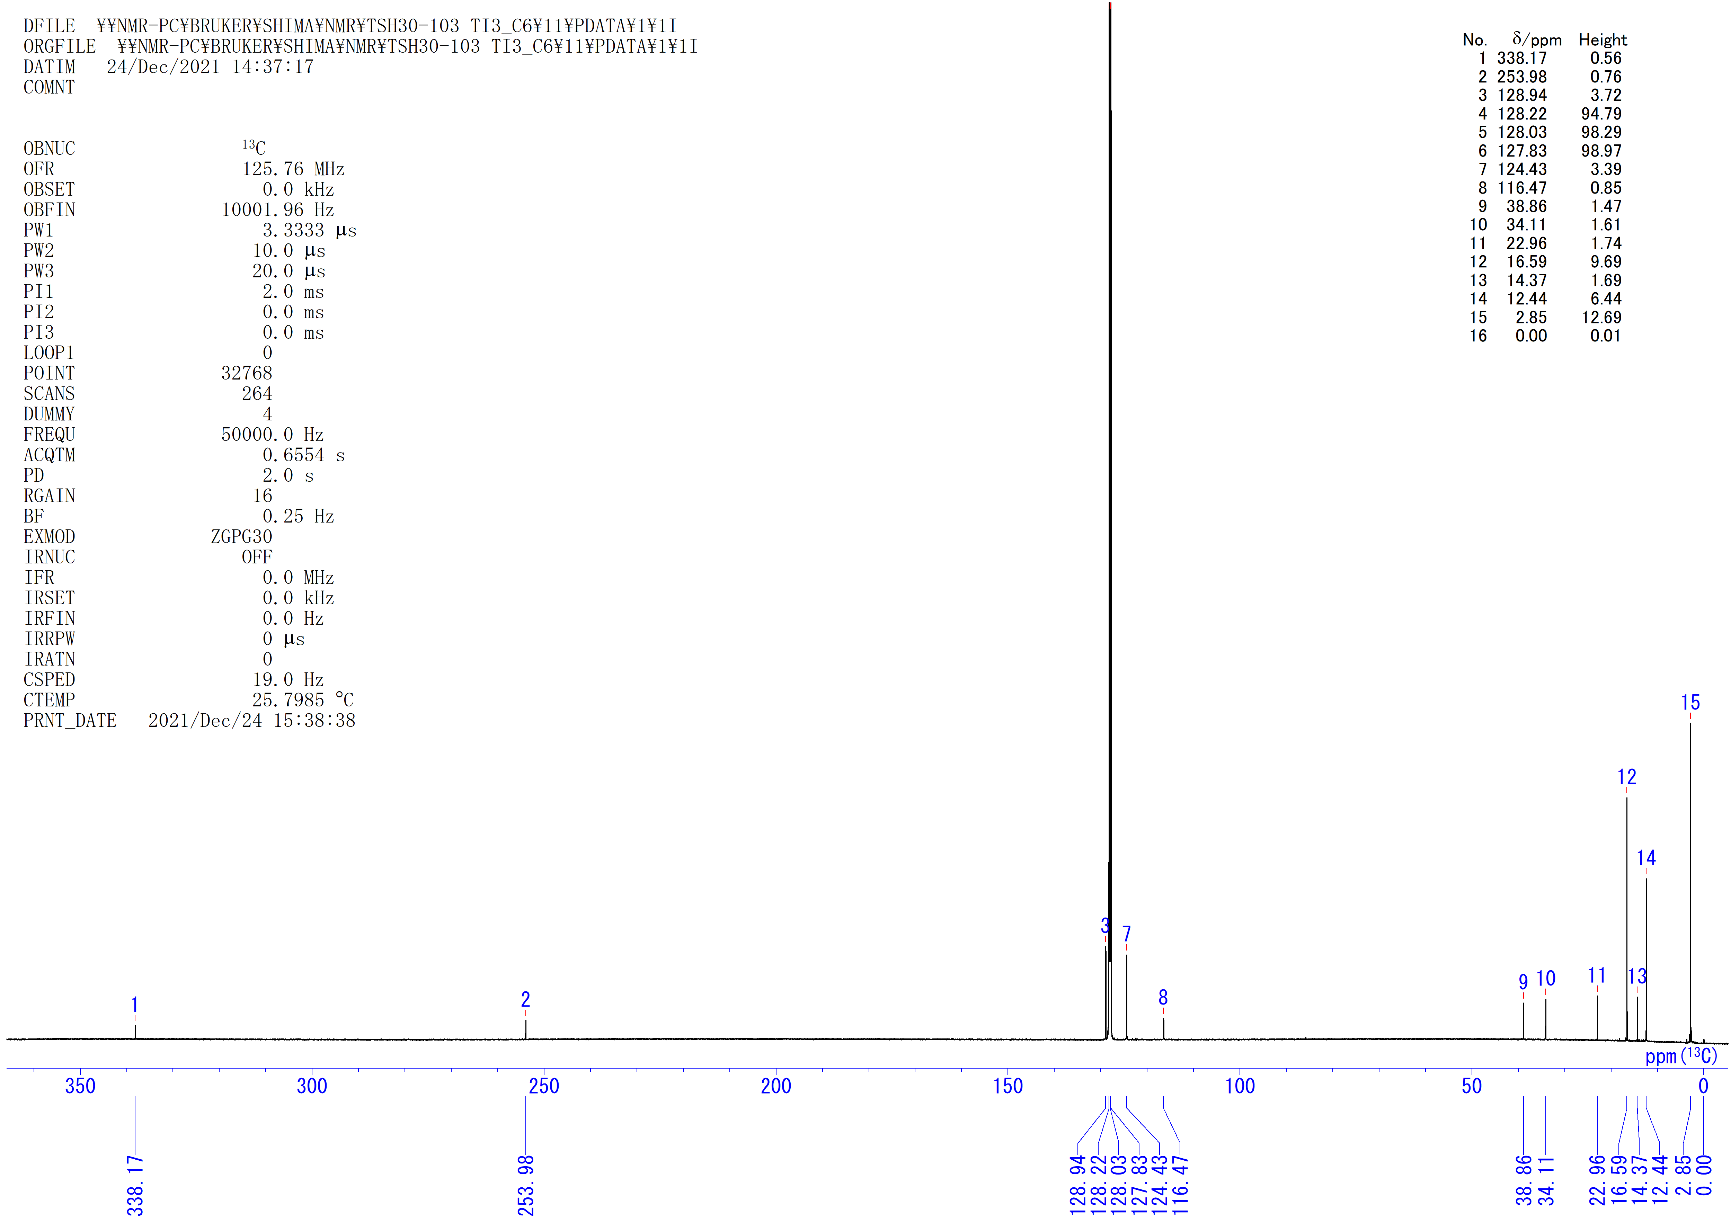 DFILE ¥¥NMR-PC¥BRUKER¥SHIMA¥NMR¥TSH30-103 TI3_C6¥11¥PDATA¥1¥1I
ORGFILE ¥¥NMR-PC¥BRUKER¥SHIMA¥NMR¥TSH30-103 TI3_C6¥11¥PDATA¥1¥1I
DATIM 24/Dec/2021 14:37:17
COMNT
OBNUC 13C
OFR 125.76 MHz
OBSET 0.0 kHz
OBFIN 10001.96 Hz
PW1 3.3333 μs
PW2 10.0 μs
PW3 20.0 μs
PI1 2.0 ms
PI2 0.0 ms
PI3 0.0 ms
LOOP1 0
POINT 32768
SCANS 264
DUMMY 4
FREQU 50000.0 Hz
ACQTM 0.6554 s
PD 2.0 s
RGAIN 16
BF 0.25 Hz
EXMOD ZGPG30
IRNUC OFF
IFR 0.0 MHz
IRSET 0.0 kHz
IRFIN 0.0 Hz
IRRPW 0 μs
IRATN 0
CSPED 19.0 Hz
CTEMP 25.7985 °C
PRNT_DATE 2021/Dec/24 15:38:38
No. δ/ppm Height
1 338.17 0.56
2 253.98 0.76
3 128.94 3.72
4 128.22 94.79
5 128.03 98.29
6 127.83 98.97
7 124.43 3.39
8 116.47 0.85
9 38.86 1.47
10 34.11 1.61
11 22.96 1.74
12 16.59 9.69
13 14.37 1.69
14 12.44 6.44
15 2.85 12.69
16 0.00 0.01
1 2 3 7 8 9 10 11 12 13 14 15
ppm(13C)
350 300 250 200 150 100 50 0
338.17 253.98 128.94 128.22 128.03 127.83 124.43 116.47 38.86 34.11 22.96 16.59 14.37 12.44 2.85 0.00